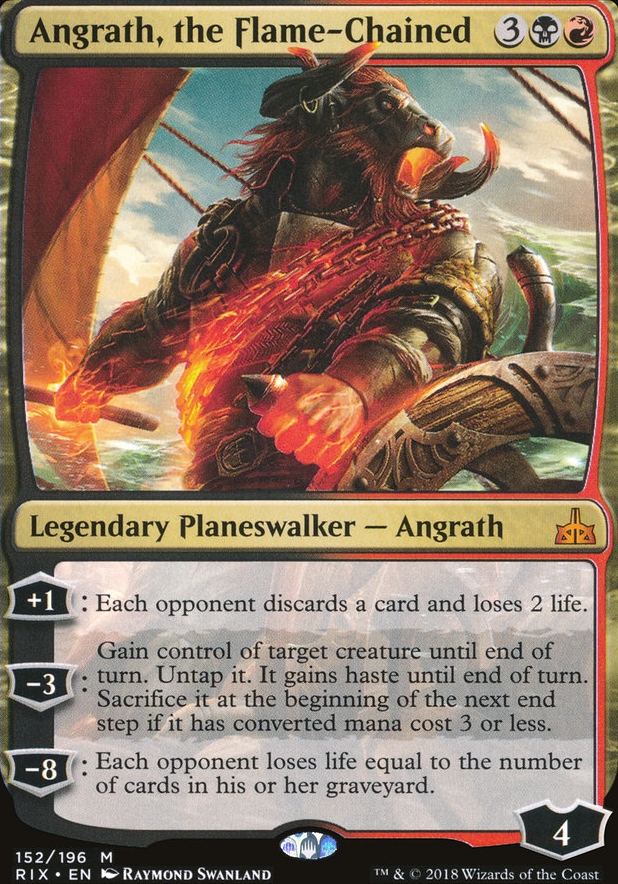 Angrath, the Flame-Chained 3
Legendary Planeswalker — Angrath
+1 : Each opponent discards a card and loses 2 life.
Gain control of target creature until end of
−3 : turn. Untap it. It gains haste until end of turn.
Sacrifice it at the beginning of the next end
step if it has converted mana cost 3 or less.
−8 : Each opponent loses life equal to the number
of cards in his or her graveyard.
4
152/196 M
RIX • EN RAYMOND SWANLAND
™ & © 2018 Wizards of the Coast